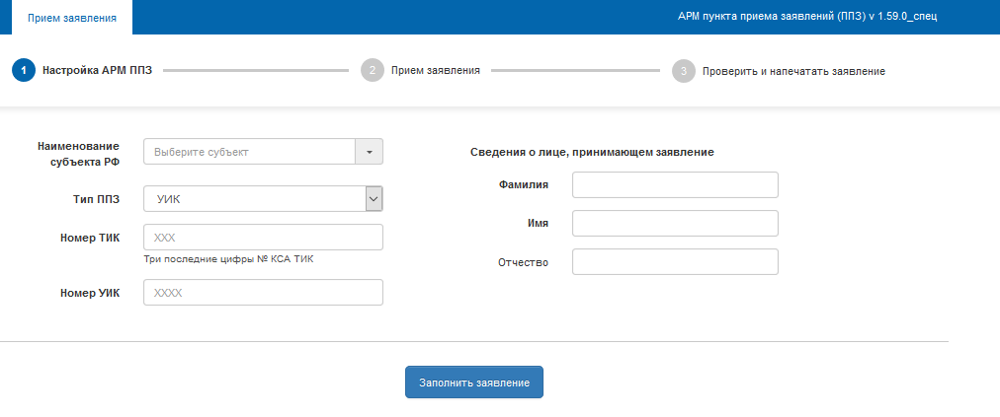 Прием заявления
АРМ пункта приема заявлений (ППЗ) v 1.59.0_спец
1 Настройка АРМ ППЗ
2 Прием заявления
3 Проверить и напечатать заявление
Наименование
субъекта РФ
Выберите субъект
Тип ППЗ
УИК
Номер ТИК
XXX
Три последние цифры № КСА ТИК
Номер УИК
XXXX
Сведения о лице, принимающем заявление
Фамилия
Имя
Отчество
Заполнить заявление